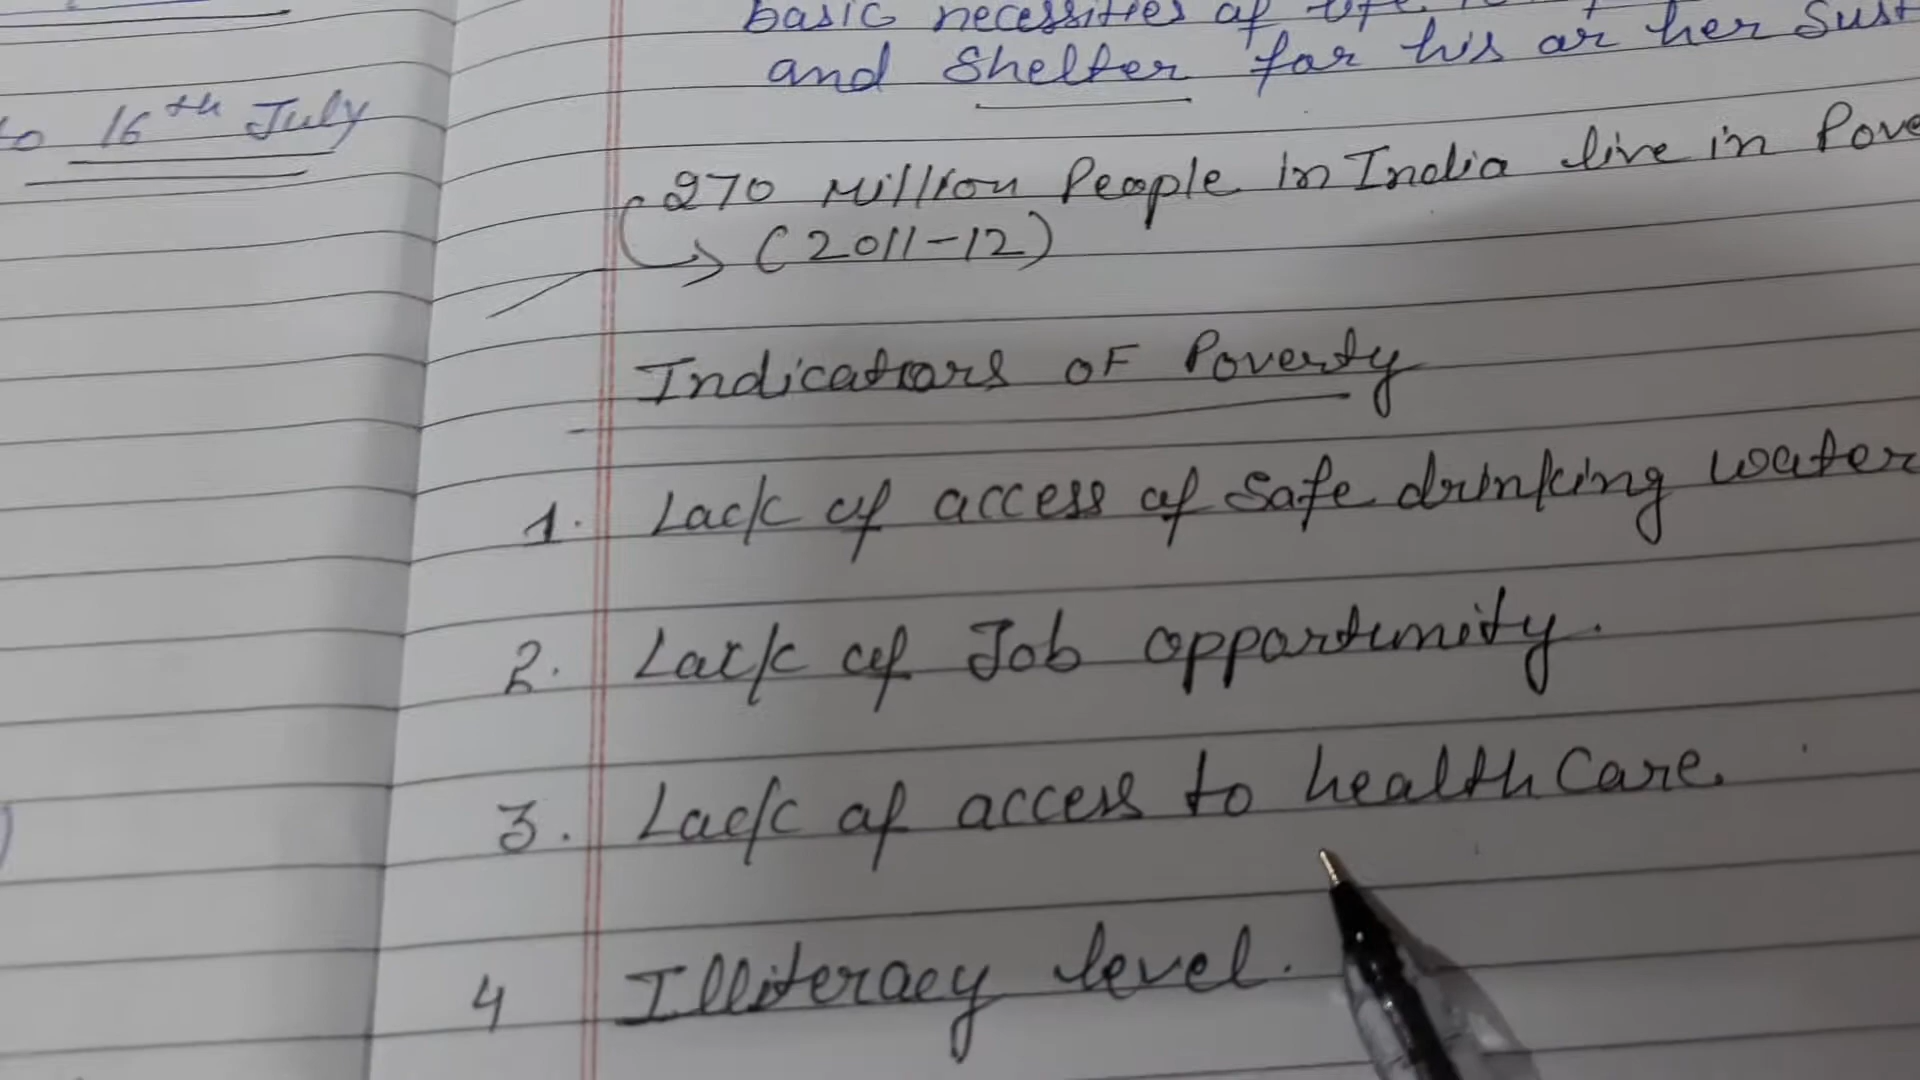 basic necessities of life
and Shelter for his or her Sust
to 16th July
270 Million People in India live in Pove
(2011-12)
Indicators of Poverty
1. Lack of access of safe drinking water
2. Lack of Job opportunity.
3. Lack of access to health Care.
4 Illiteracy level.